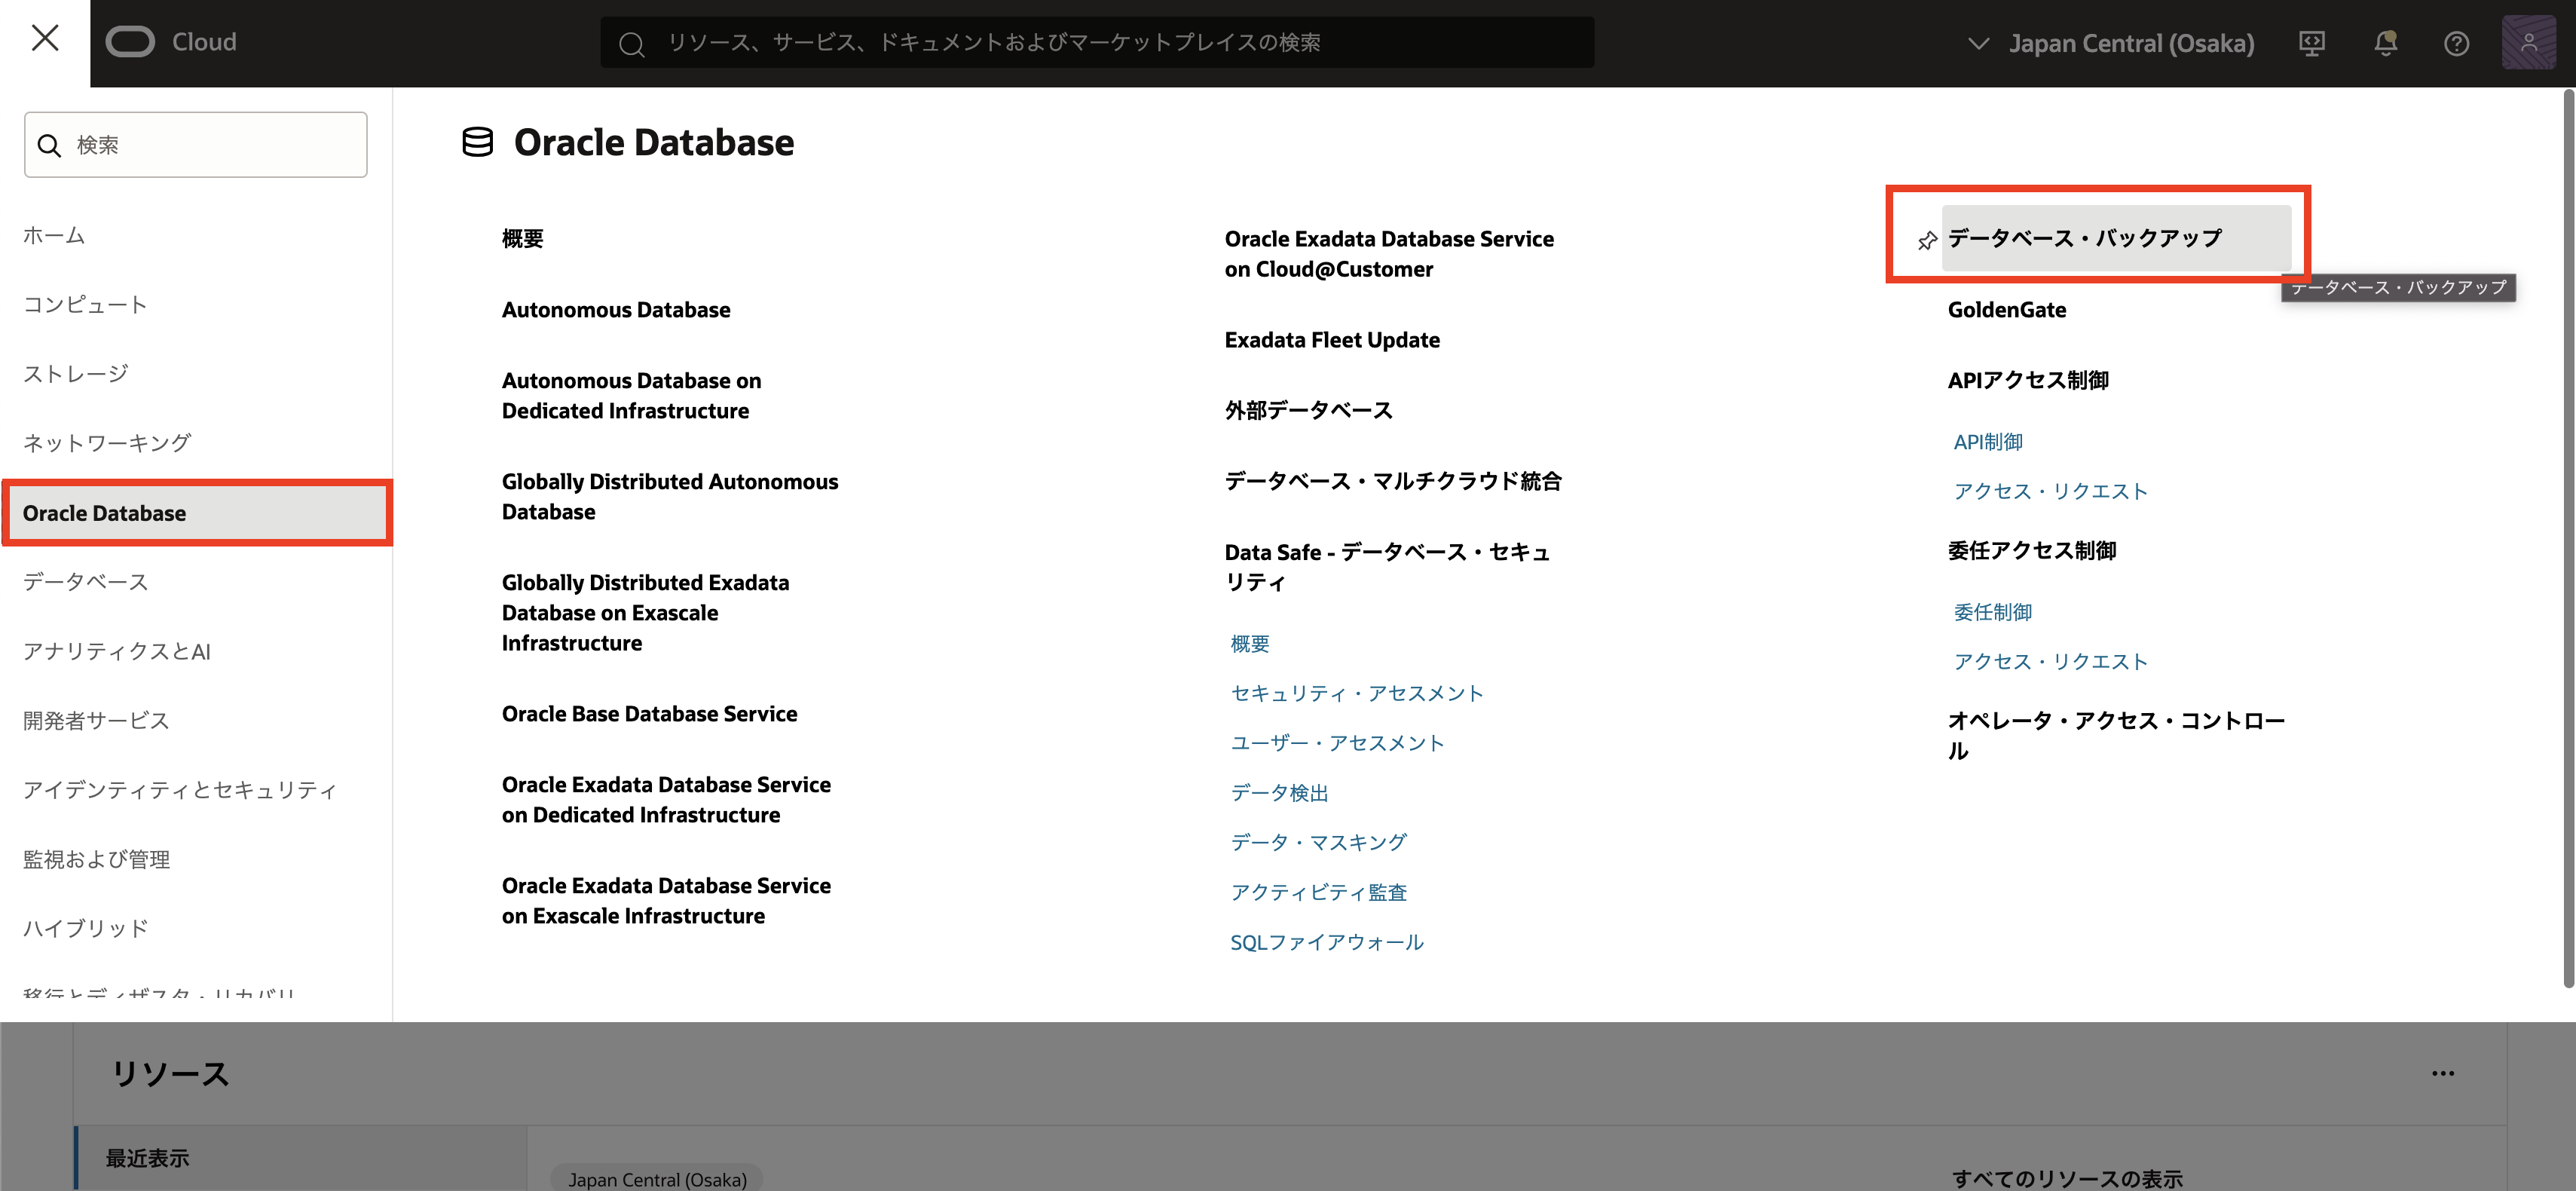 Cloud
リソース、サービス、ドキュメントおよびマーケットプレイスの検索
Japan Central (Osaka)
検索
ホーム
コンピュート
ストレージ
ネットワーキング
Oracle Database
データベース
アナリティクスとAI
開発者サービス
アイデンティティとセキュリティ
監視および管理
ハイブリッド
移行とディザスタ・リカバリ
Oracle Database
概要
Autonomous Database
Autonomous Database on
Dedicated Infrastructure
Globally Distributed Autonomous
Database
Globally Distributed Exadata
Database on Exascale
Infrastructure
Oracle Base Database Service
Oracle Exadata Database Service
on Dedicated Infrastructure
Oracle Exadata Database Service
on Exascale Infrastructure
Oracle Exadata Database Service
on Cloud@Customer
Exadata Fleet Update
外部データベース
データベース・マルチクラウド統合
Data Safe - データベース・セキュ
リティ
概要
セキュリティ・アセスメント
ユーザー・アセスメント
データ検出
データ・マスキング
アクティビティ監査
SQLファイアウォール
データベース・バックアップ
データベース・バックアップ
GoldenGate
APIアクセス制御
API制御
アクセス・リクエスト
委任アクセス制御
委任制御
アクセス・リクエスト
オペレータ・アクセス・コントロー
ル
リソース
最近表示
Japan Central (Osaka)
すべてのリソースの表示